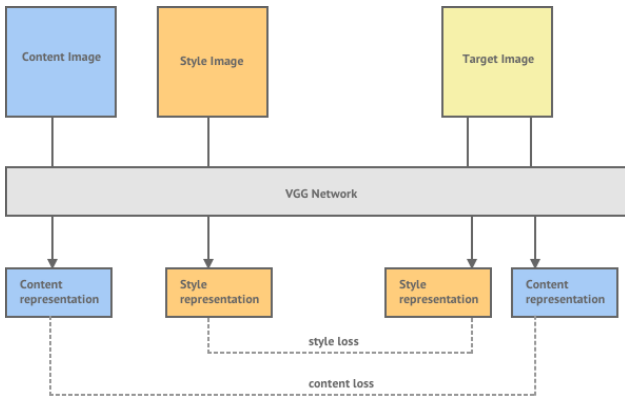 Content Image
Style Image
Target Image
VGG Network
Content
representation
Style
representation
Style
representation
Content
representation
style loss
content loss